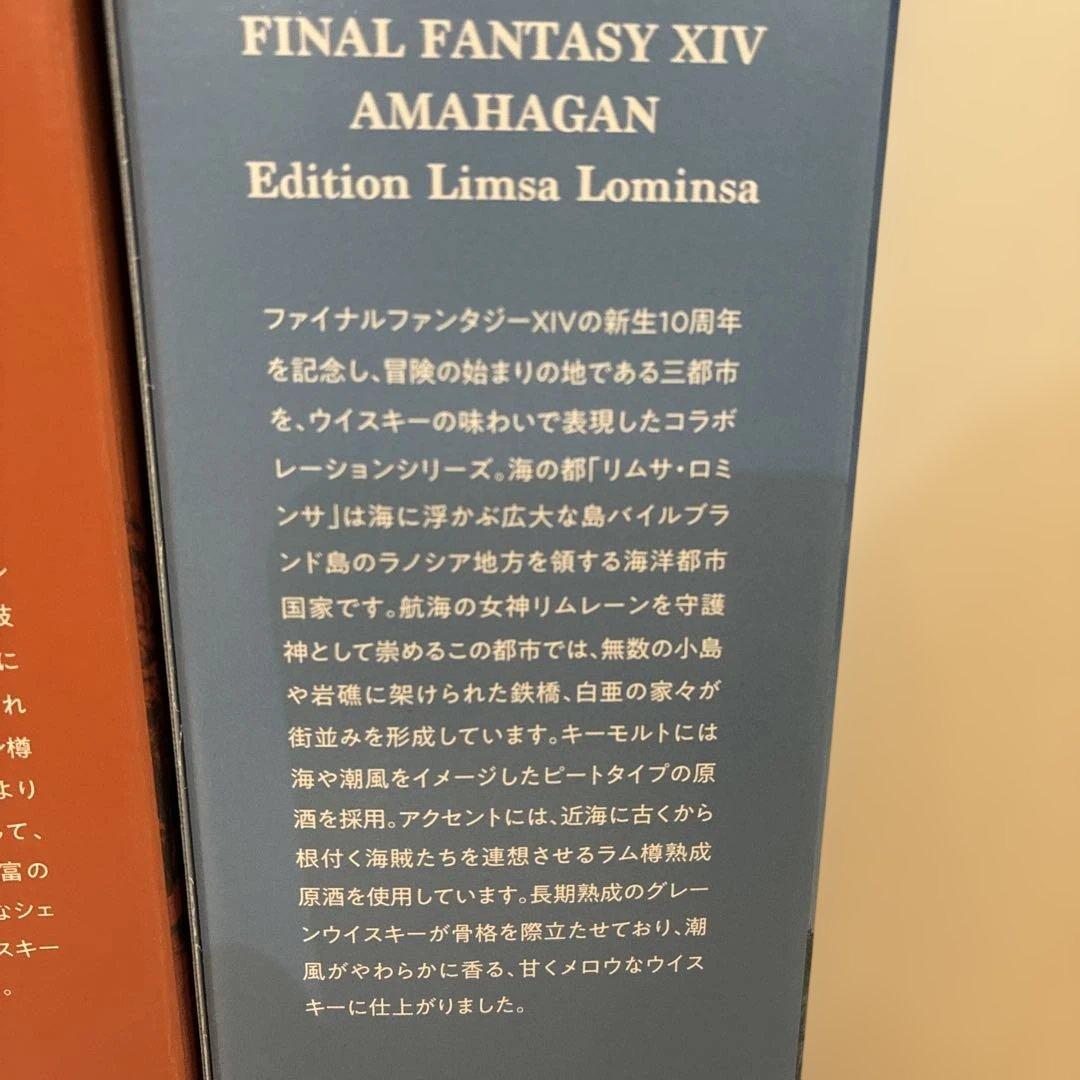 FINAL FANTASY XIV
AMAHAGAN
Edition Limsa Lominsa
ファイナルファンタジーXIVの新生10周年
を記念し、冒険の始まりの地である三都市
を、ウイスキーの味わいで表現したコラボ
レーションシリーズ。海の都「リムサ・ロミ
ンサ」は海に浮かぶ広大な島バイルブラ
ンド島のラノシア地方を領する海洋都市
国家です。航海の女神リムレーンを守護
神として崇めるこの都市では、無数の小島
や岩礁に架けられた鉄橋、白亜の家々が
街並みを形成しています。キーモルトには
海や潮風をイメージしたピートタイプの原
酒を採用。アクセントには、近海に古くから
根付く海賊たちを連想させるラム樽熟成
原酒を使用しています。長期熟成のグレー
ンウイスキーが骨格を際立たせており、潮
風がやわらかに香る、甘くメロウなウイス
キーに仕上がりました。
ン
技
に
れ
樽
より
て、
富の
なシェ
スキー
。